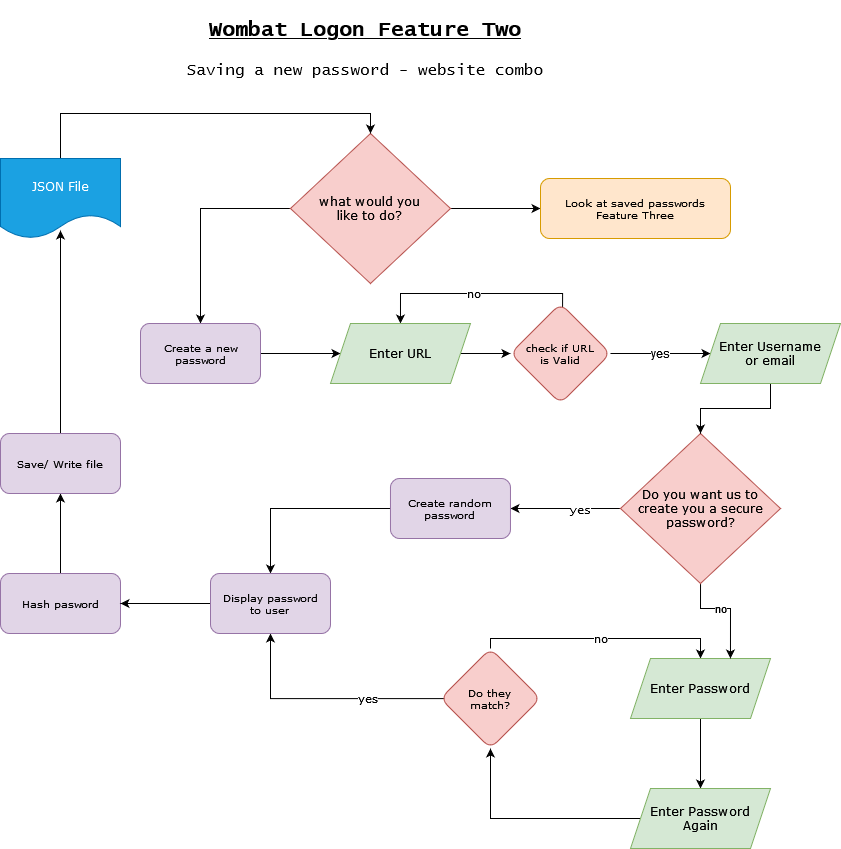 Wombat Logon Feature Two
Saving a new password - website combo
JSON File
what would you
like to do?
Look at saved passwords
Feature Three
no
Create a new
password
Enter URL
check if URL
is Valid
yes
Enter Username
or email
Save/ Write file
Create random
password
yes
Do you want us to
create you a secure
password?
Hash pasword
Display password
to user
no
no
Do they
match?
yes
Enter Password
Enter Password
Again